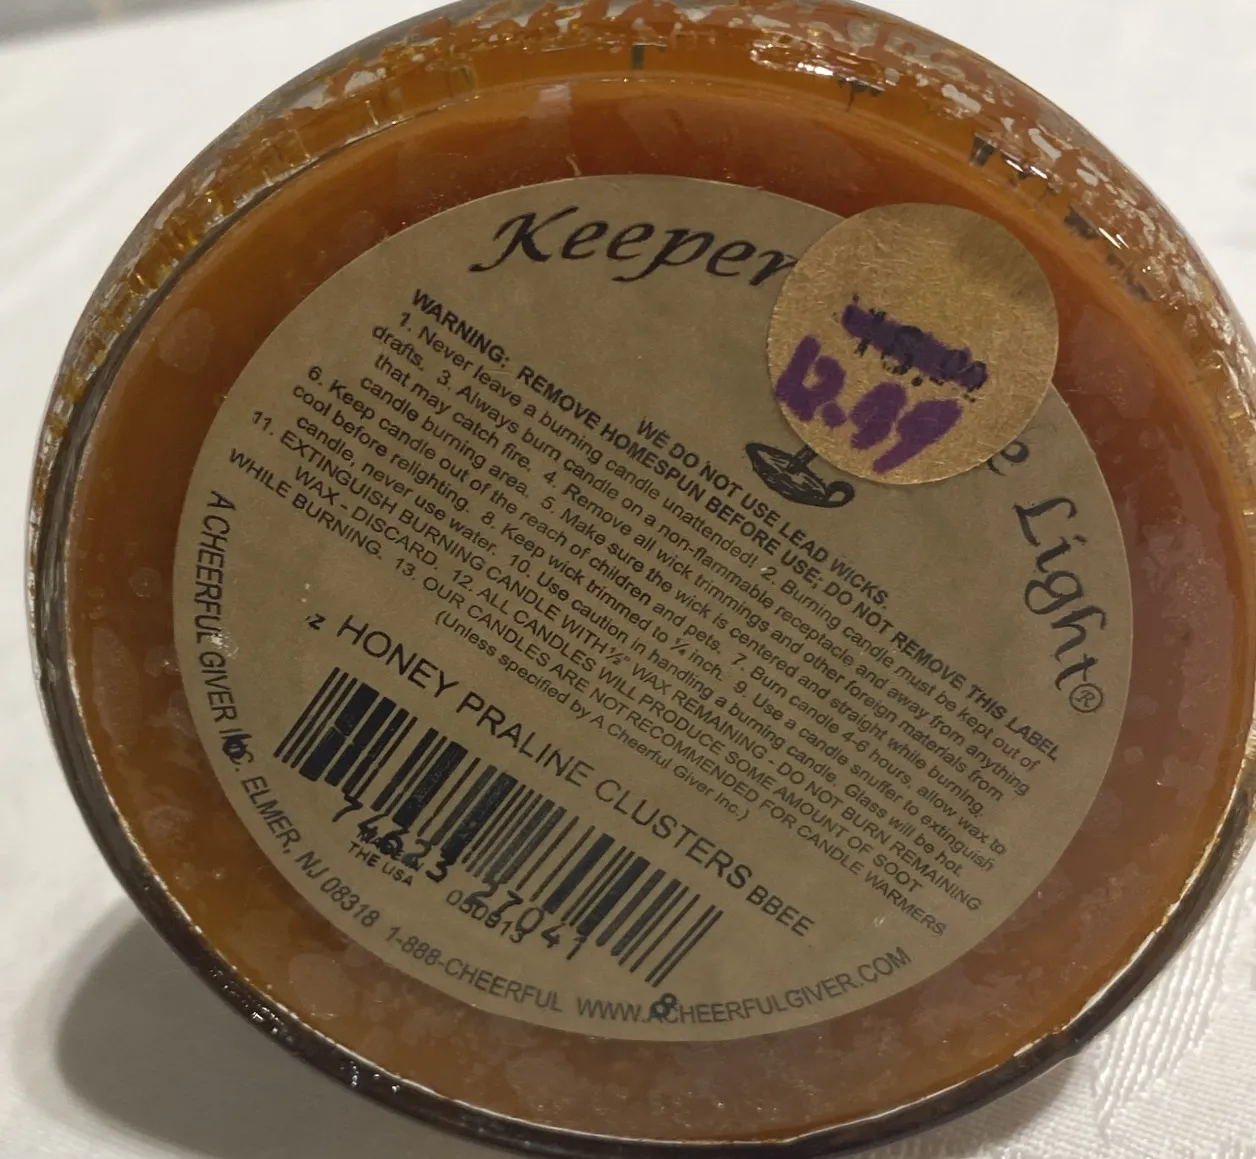 Keeper
Light®
12.99
WE DO NOT USE LEAD WICKS.
WARNING: REMOVE HOMESPUN BEFORE USE; DO NOT REMOVE THIS LABEL
1. Never leave a burning candle unattended! 2. Burning candle must be kept out of
drafts. 3. Always burn candle on a non-flammable receptacle and away from anything
that may catch fire. 4. Remove all wick trimmings and other foreign materials from
candle burning area. 5. Make sure the wick is centered and straight while burning.
6. Keep candle out of the reach of children and pets. 7. Burn candle 4-6 hours, allow wax to
cool before relighting. 8. Keep wick trimmed to ¼ inch. 9. Use a candle snuffer to extinguish
candle, never use water. 10. Use caution in handling a burning candle. Glass will be hot.
11. EXTINGUISH BURNING CANDLE WITH ½" WAX REMAINING - DO NOT BURN REMAINING
WAX - DISCARD. 12. ALL CANDLES WILL PRODUCE SOME AMOUNT OF SOOT
WHILE BURNING. 13. OUR CANDLES ARE NOT RECOMMENDED FOR CANDLE WARMERS
(Unless specified by A Cheerful Giver Inc.)
HONEY PRALINE CLUSTERS BBEE
27041
THE USA
050913
8
A CHEERFUL GIVER INC. ELMER, NJ 08318 1-888-CHEERFUL WWW.ACHEERFULGIVER.COM